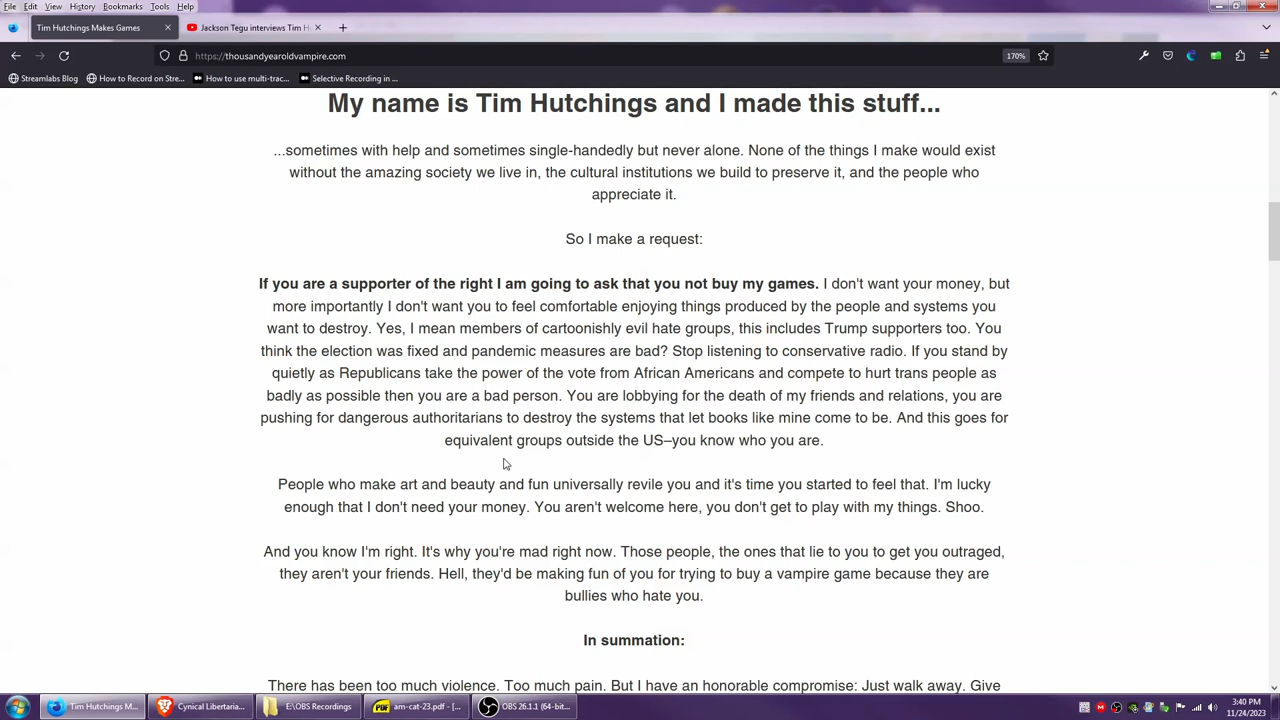 File Edit View History Bookmarks Tools Help
Tim Hutchings Makes Games
Jackson Tegu interviews Tim H
https://thousandyearoldvampire.com
170%
Streamlabs Blog
How to Record on Stre...
How to use multi-trac...
Selective Recording in ...
My name is Tim Hutchings and I made this stuff...
...sometimes with help and sometimes single-handedly but never alone. None of the things I make would exist
without the amazing society we live in, the cultural institutions we build to preserve it, and the people who
appreciate it.
So I make a request:
If you are a supporter of the right I am going to ask that you not buy my games. I don't want your money, but
more importantly I don't want you to feel comfortable enjoying things produced by the people and systems you
want to destroy. Yes, I mean members of cartoonishly evil hate groups, this includes Trump supporters too. You
think the election was fixed and pandemic measures are bad? Stop listening to conservative radio. If you stand by
quietly as Republicans take the power of the vote from African Americans and compete to hurt trans people as
badly as possible then you are a bad person. You are lobbying for the death of my friends and relations, you are
pushing for dangerous authoritarians to destroy the systems that let books like mine come to be. And this goes for
equivalent groups outside the US–you know who you are.
People who make art and beauty and fun universally revile you and it's time you started to feel that. I'm lucky
enough that I don't need your money. You aren't welcome here, you don't get to play with my things. Shoo.
And you know I'm right. It's why you're mad right now. Those people, the ones that lie to you to get you outraged,
they aren't your friends. Hell, they'd be making fun of you for trying to buy a vampire game because they are
bullies who hate you.
In summation:
There has been too much violence. Too much pain. But I have an honorable compromise: Just walk away. Give
Tim Hutchings M...
Cynical Libertaria...
E:\OBS Recordings
am-cat-23.pdf - [...
OBS 26.1.1 (64-bit...
3:40 PM
11/24/2023